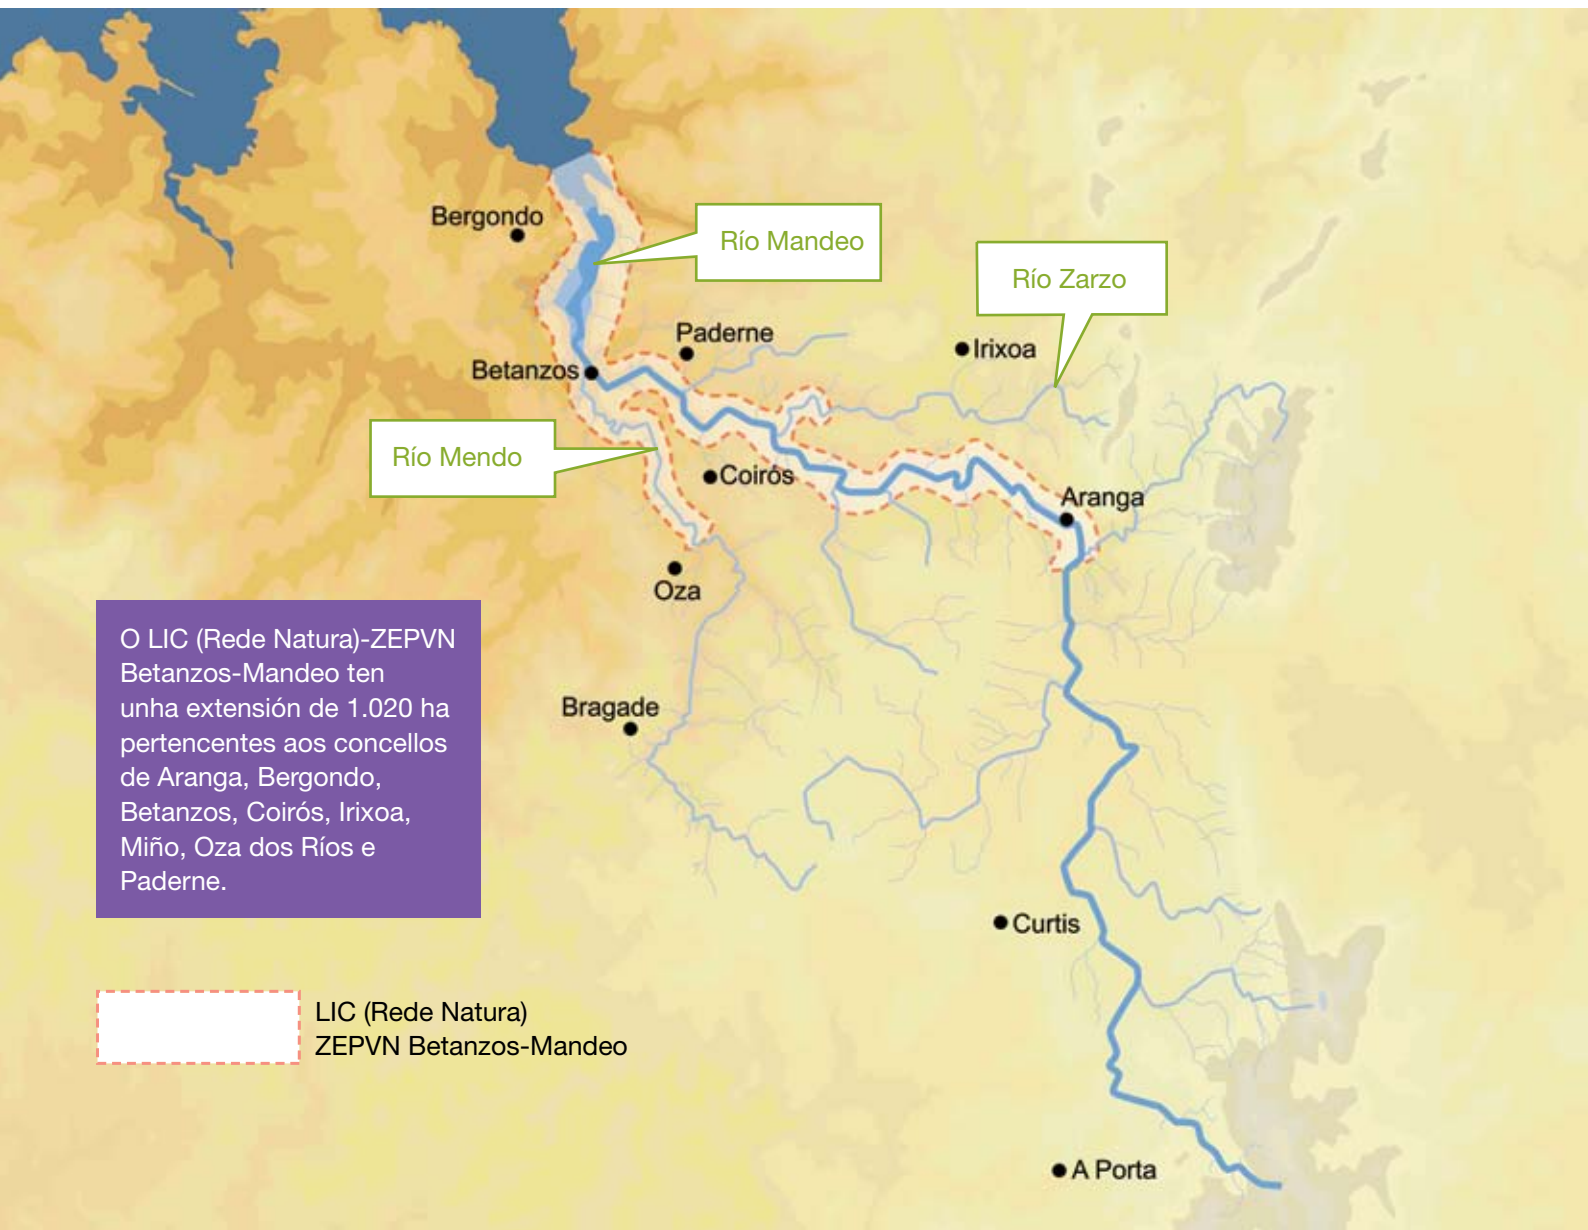 Bergondo
Río Mandeo
Río Zarzo
Paderne
Irixoa
Betanzos
Río Mendo
Coirós
Aranga
Oza
O LIC (Rede Natura)-ZEPVN
Betanzos-Mandeo ten
unha extensión de 1.020 ha
pertencentes aos concellos
de Aranga, Bergondo,
Betanzos, Coirós, Irixoa,
Miño, Oza dos Ríos e
Paderne.
Bragade
Curtis
LIC (Rede Natura)
ZEPVN Betanzos-Mandeo
A Porta